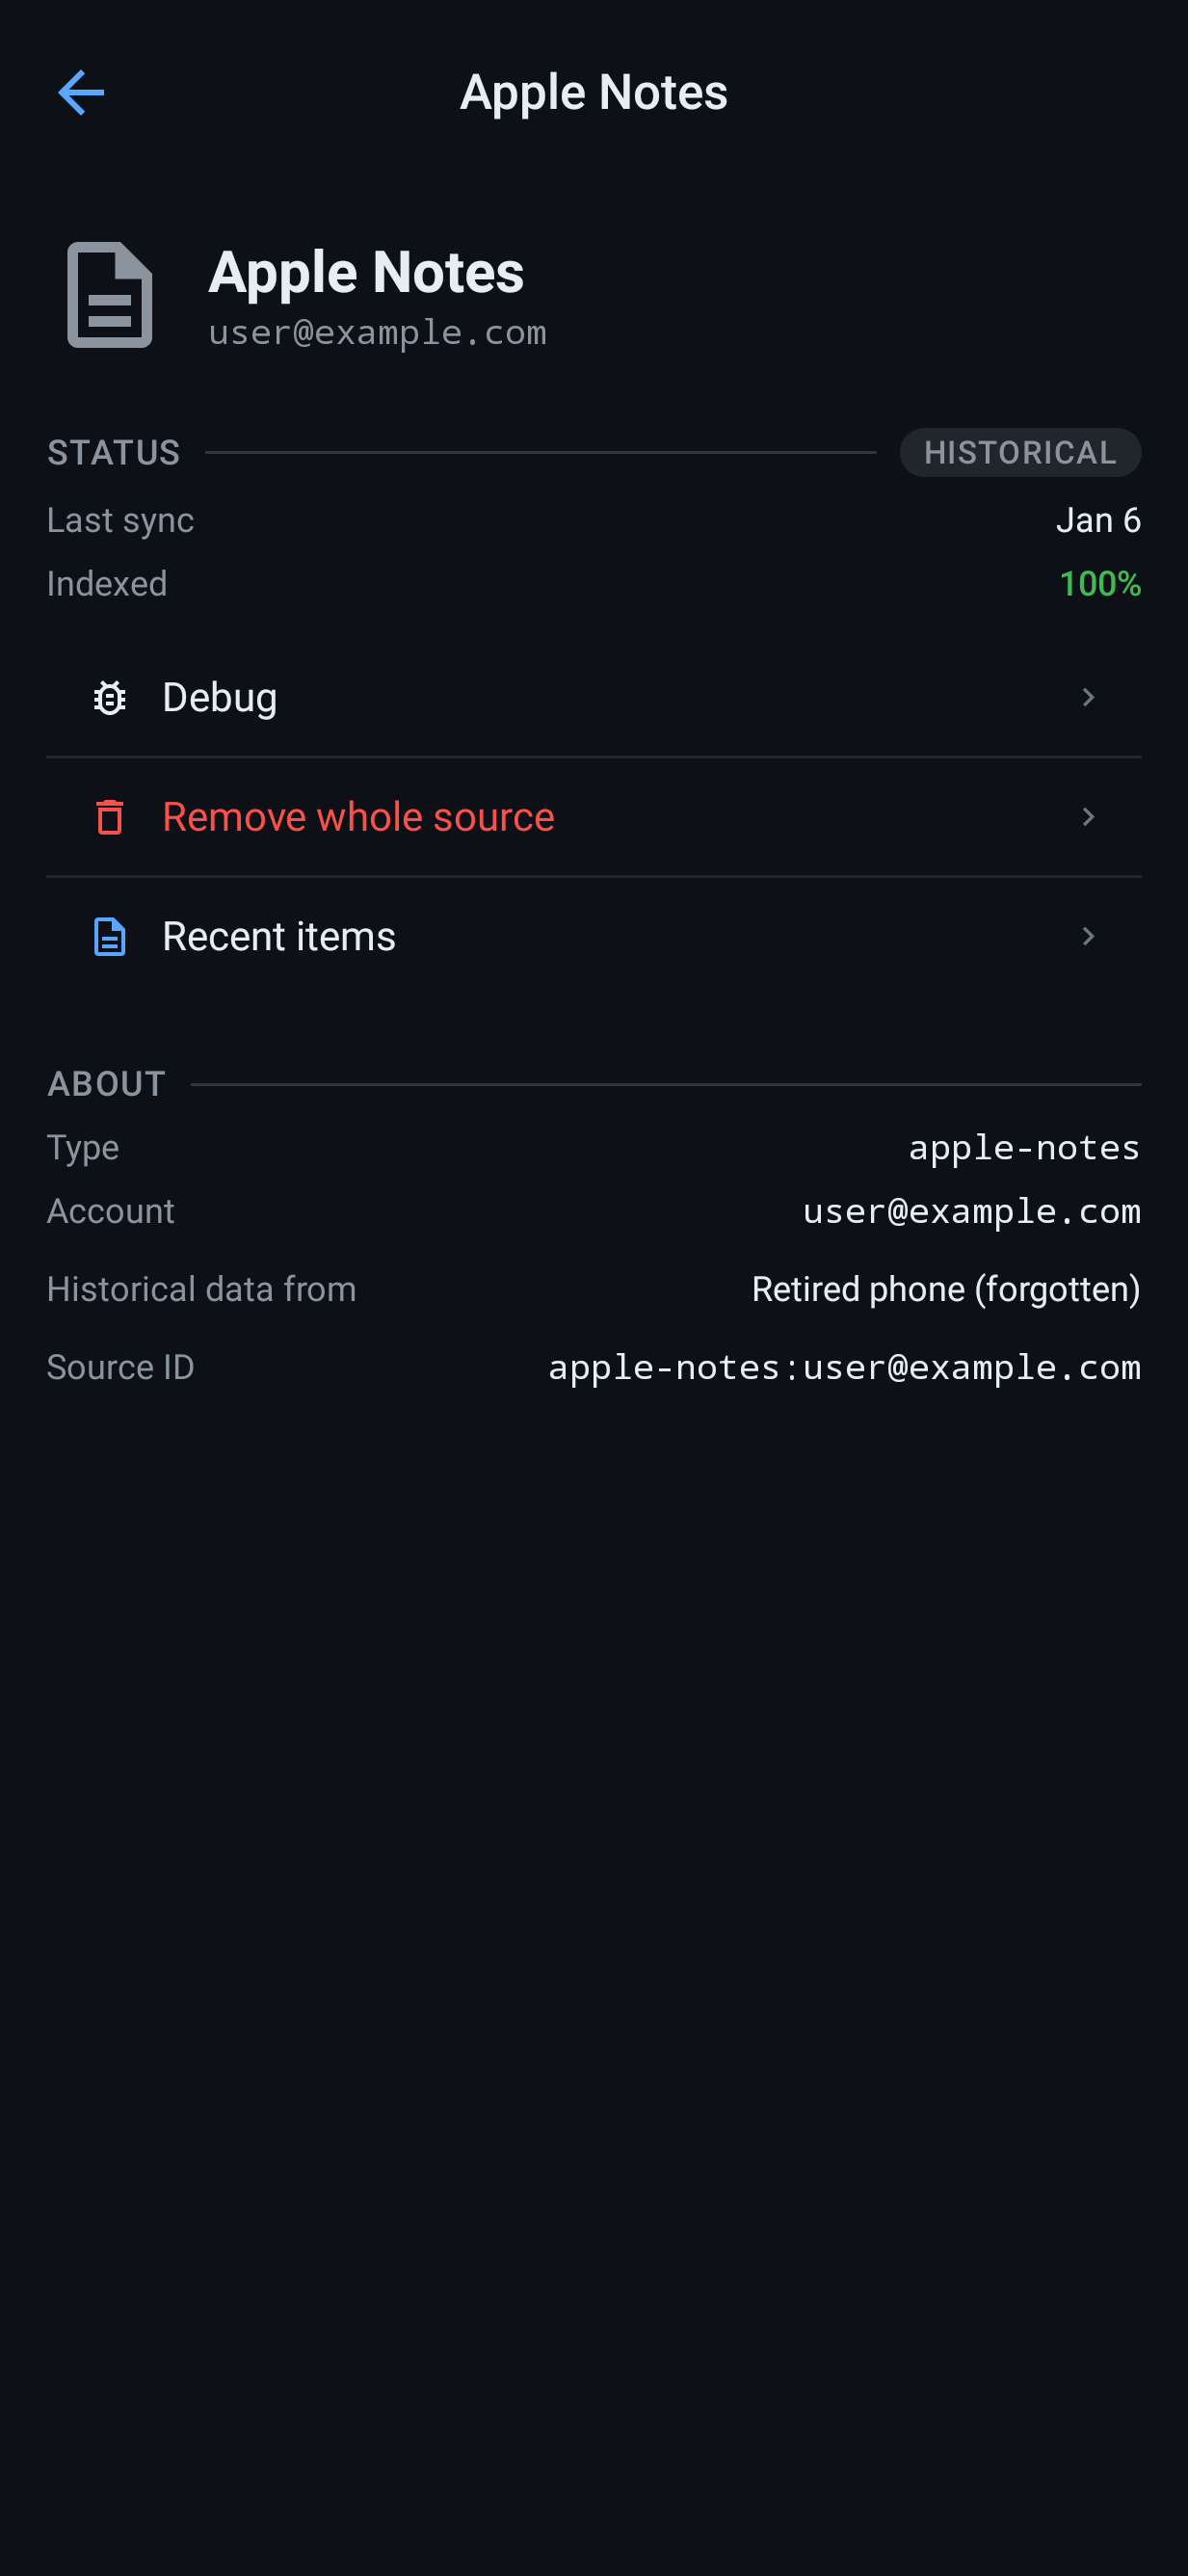 Apple Notes
Apple Notes
user@example.com
STATUS HISTORICAL
Last sync Jan 6
Indexed 100%
Debug
Remove whole source
Recent items
ABOUT
Type apple-notes
Account user@example.com
Historical data from Retired phone (forgotten)
Source ID apple-notes:user@example.com